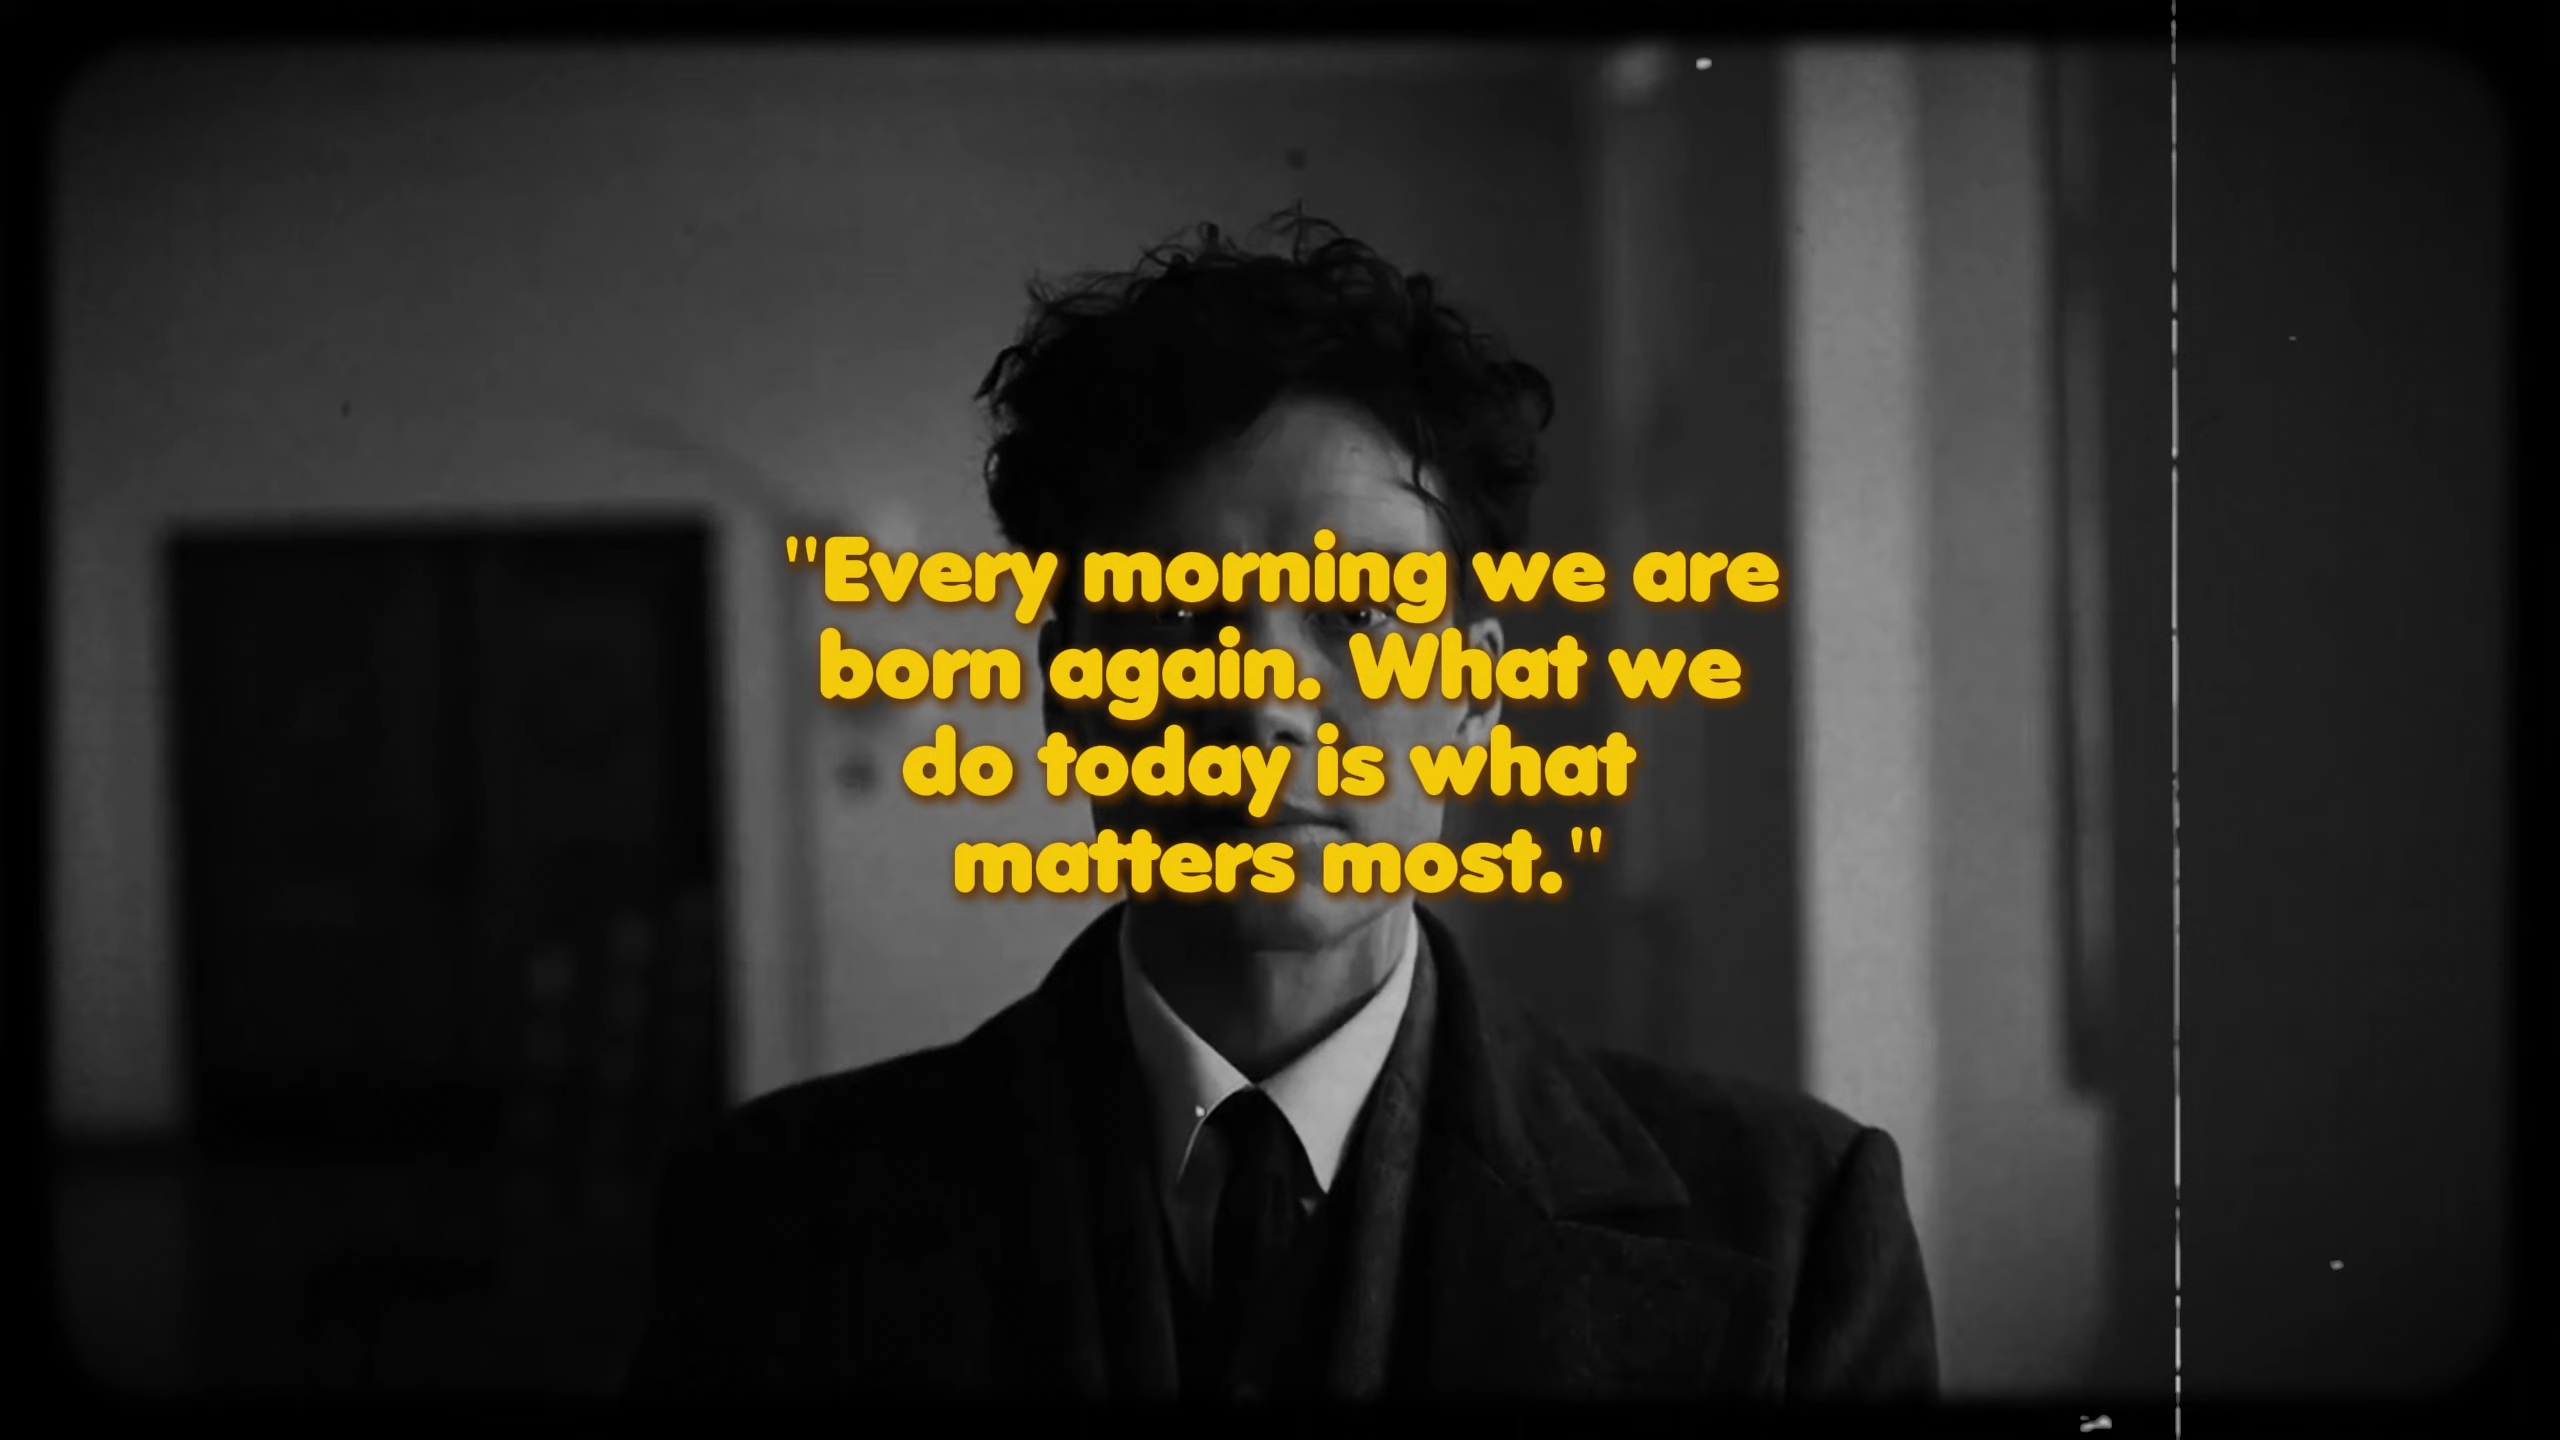 "Every morning we are
born again. What we
do today is what
matters most."